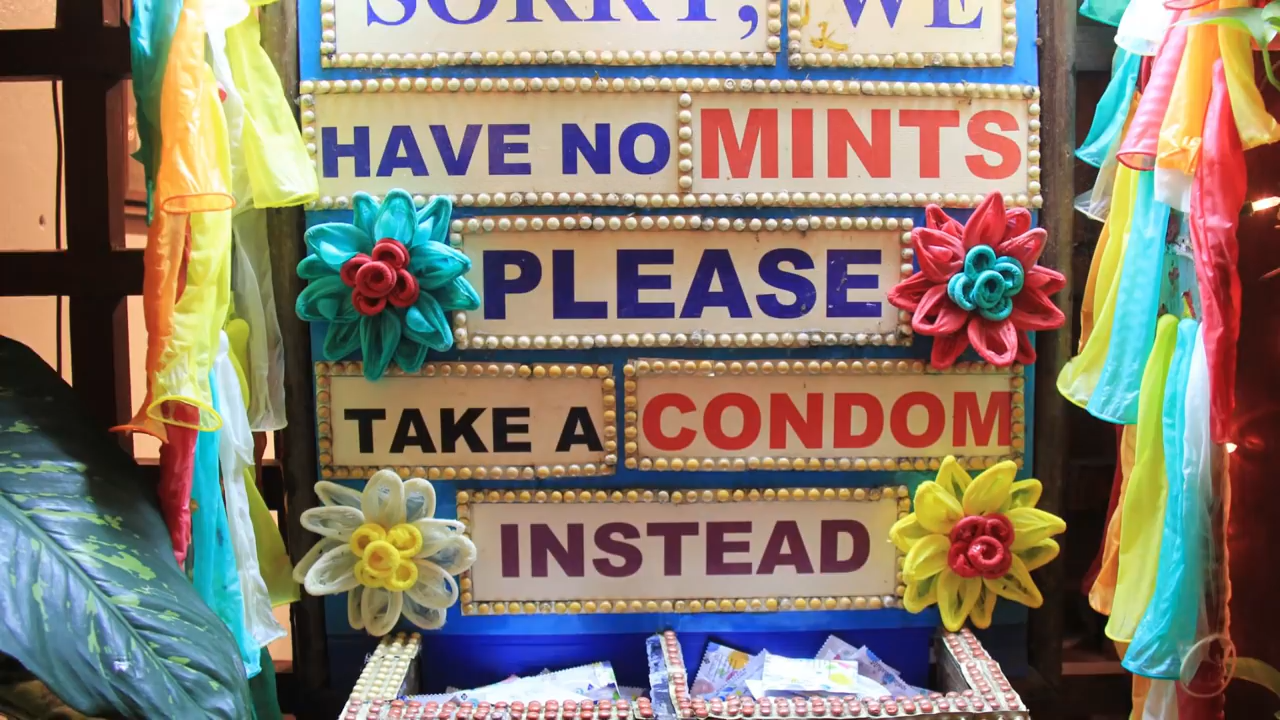 SORRY, WE
HAVE NO MINTS
PLEASE
TAKE A CONDOM
INSTEAD